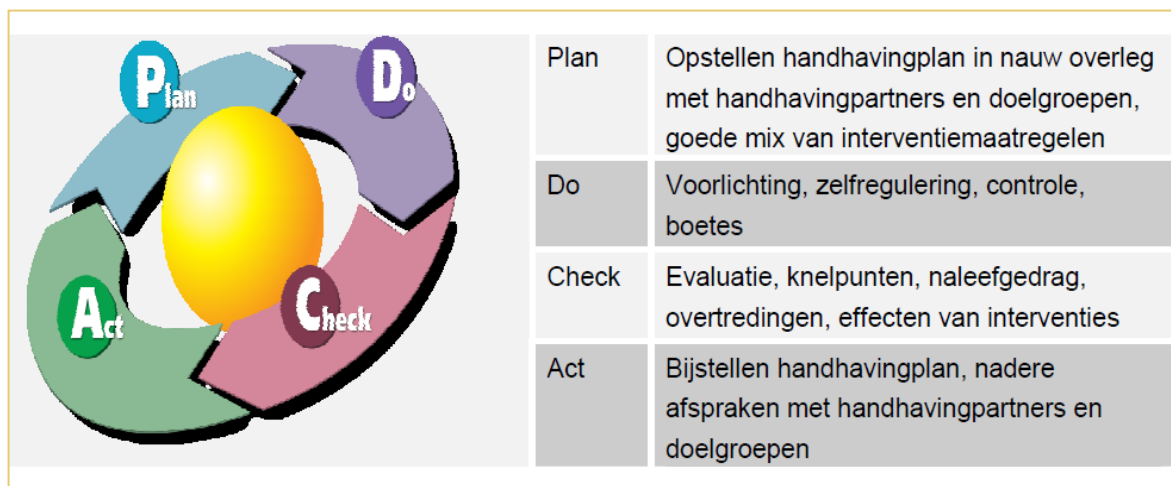 Plan
Do
Act
Check
Plan Opstellen handhavingplan in nauw overleg
met handhavingpartners en doelgroepen,
goede mix van interventiemaatregelen
Do Voorlichting, zelfregulering, controle,
boetes
Check Evaluatie, knelpunten, naleefgedrag,
overtredingen, effecten van interventies
Act Bijstellen handhavingplan, nadere
afspraken met handhavingpartners en
doelgroepen